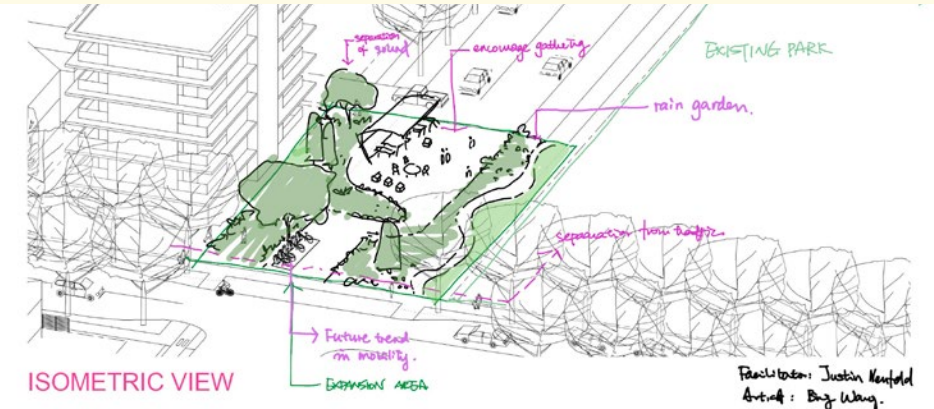 separation
of sound
encourage gathering
EXISTING PARK
rain garden.
separation from traffic
Future trend
in mobility.
EXPANSION AREA
ISOMETRIC VIEW
Facilitator: Justin Neufeld
Artist: Bing Wang.